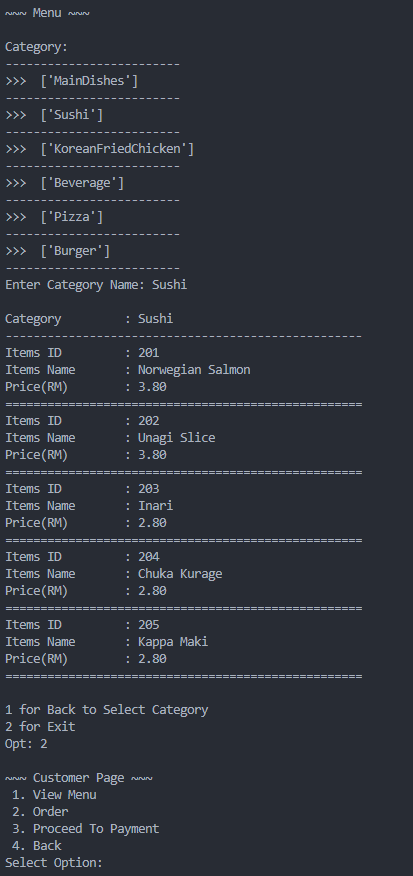 ~~~ Menu ~~~
Category:
-------------------------
>>>  ['MainDishes']
-------------------------
>>>  ['Sushi']
-------------------------
>>>  ['KoreanFriedChicken']
-------------------------
>>>  ['Beverage']
-------------------------
>>>  ['Pizza']
-------------------------
>>>  ['Burger']
-------------------------
Enter Category Name: Sushi
Category         : Sushi
---------------------------------------------------
Items ID         : 201
Items Name       : Norwegian Salmon
Price(RM)        : 3.80
===================================================
Items ID         : 202
Items Name       : Unagi Slice
Price(RM)        : 3.80
===================================================
Items ID         : 203
Items Name       : Inari
Price(RM)        : 2.80
===================================================
Items ID         : 204
Items Name       : Chuka Kurage
Price(RM)        : 2.80
===================================================
Items ID         : 205
Items Name       : Kappa Maki
Price(RM)        : 2.80
===================================================
1 for Back to Select Category
2 for Exit
Opt: 2
~~~ Customer Page ~~~
 1. View Menu
 2. Order
 3. Proceed To Payment
 4. Back
Select Option: